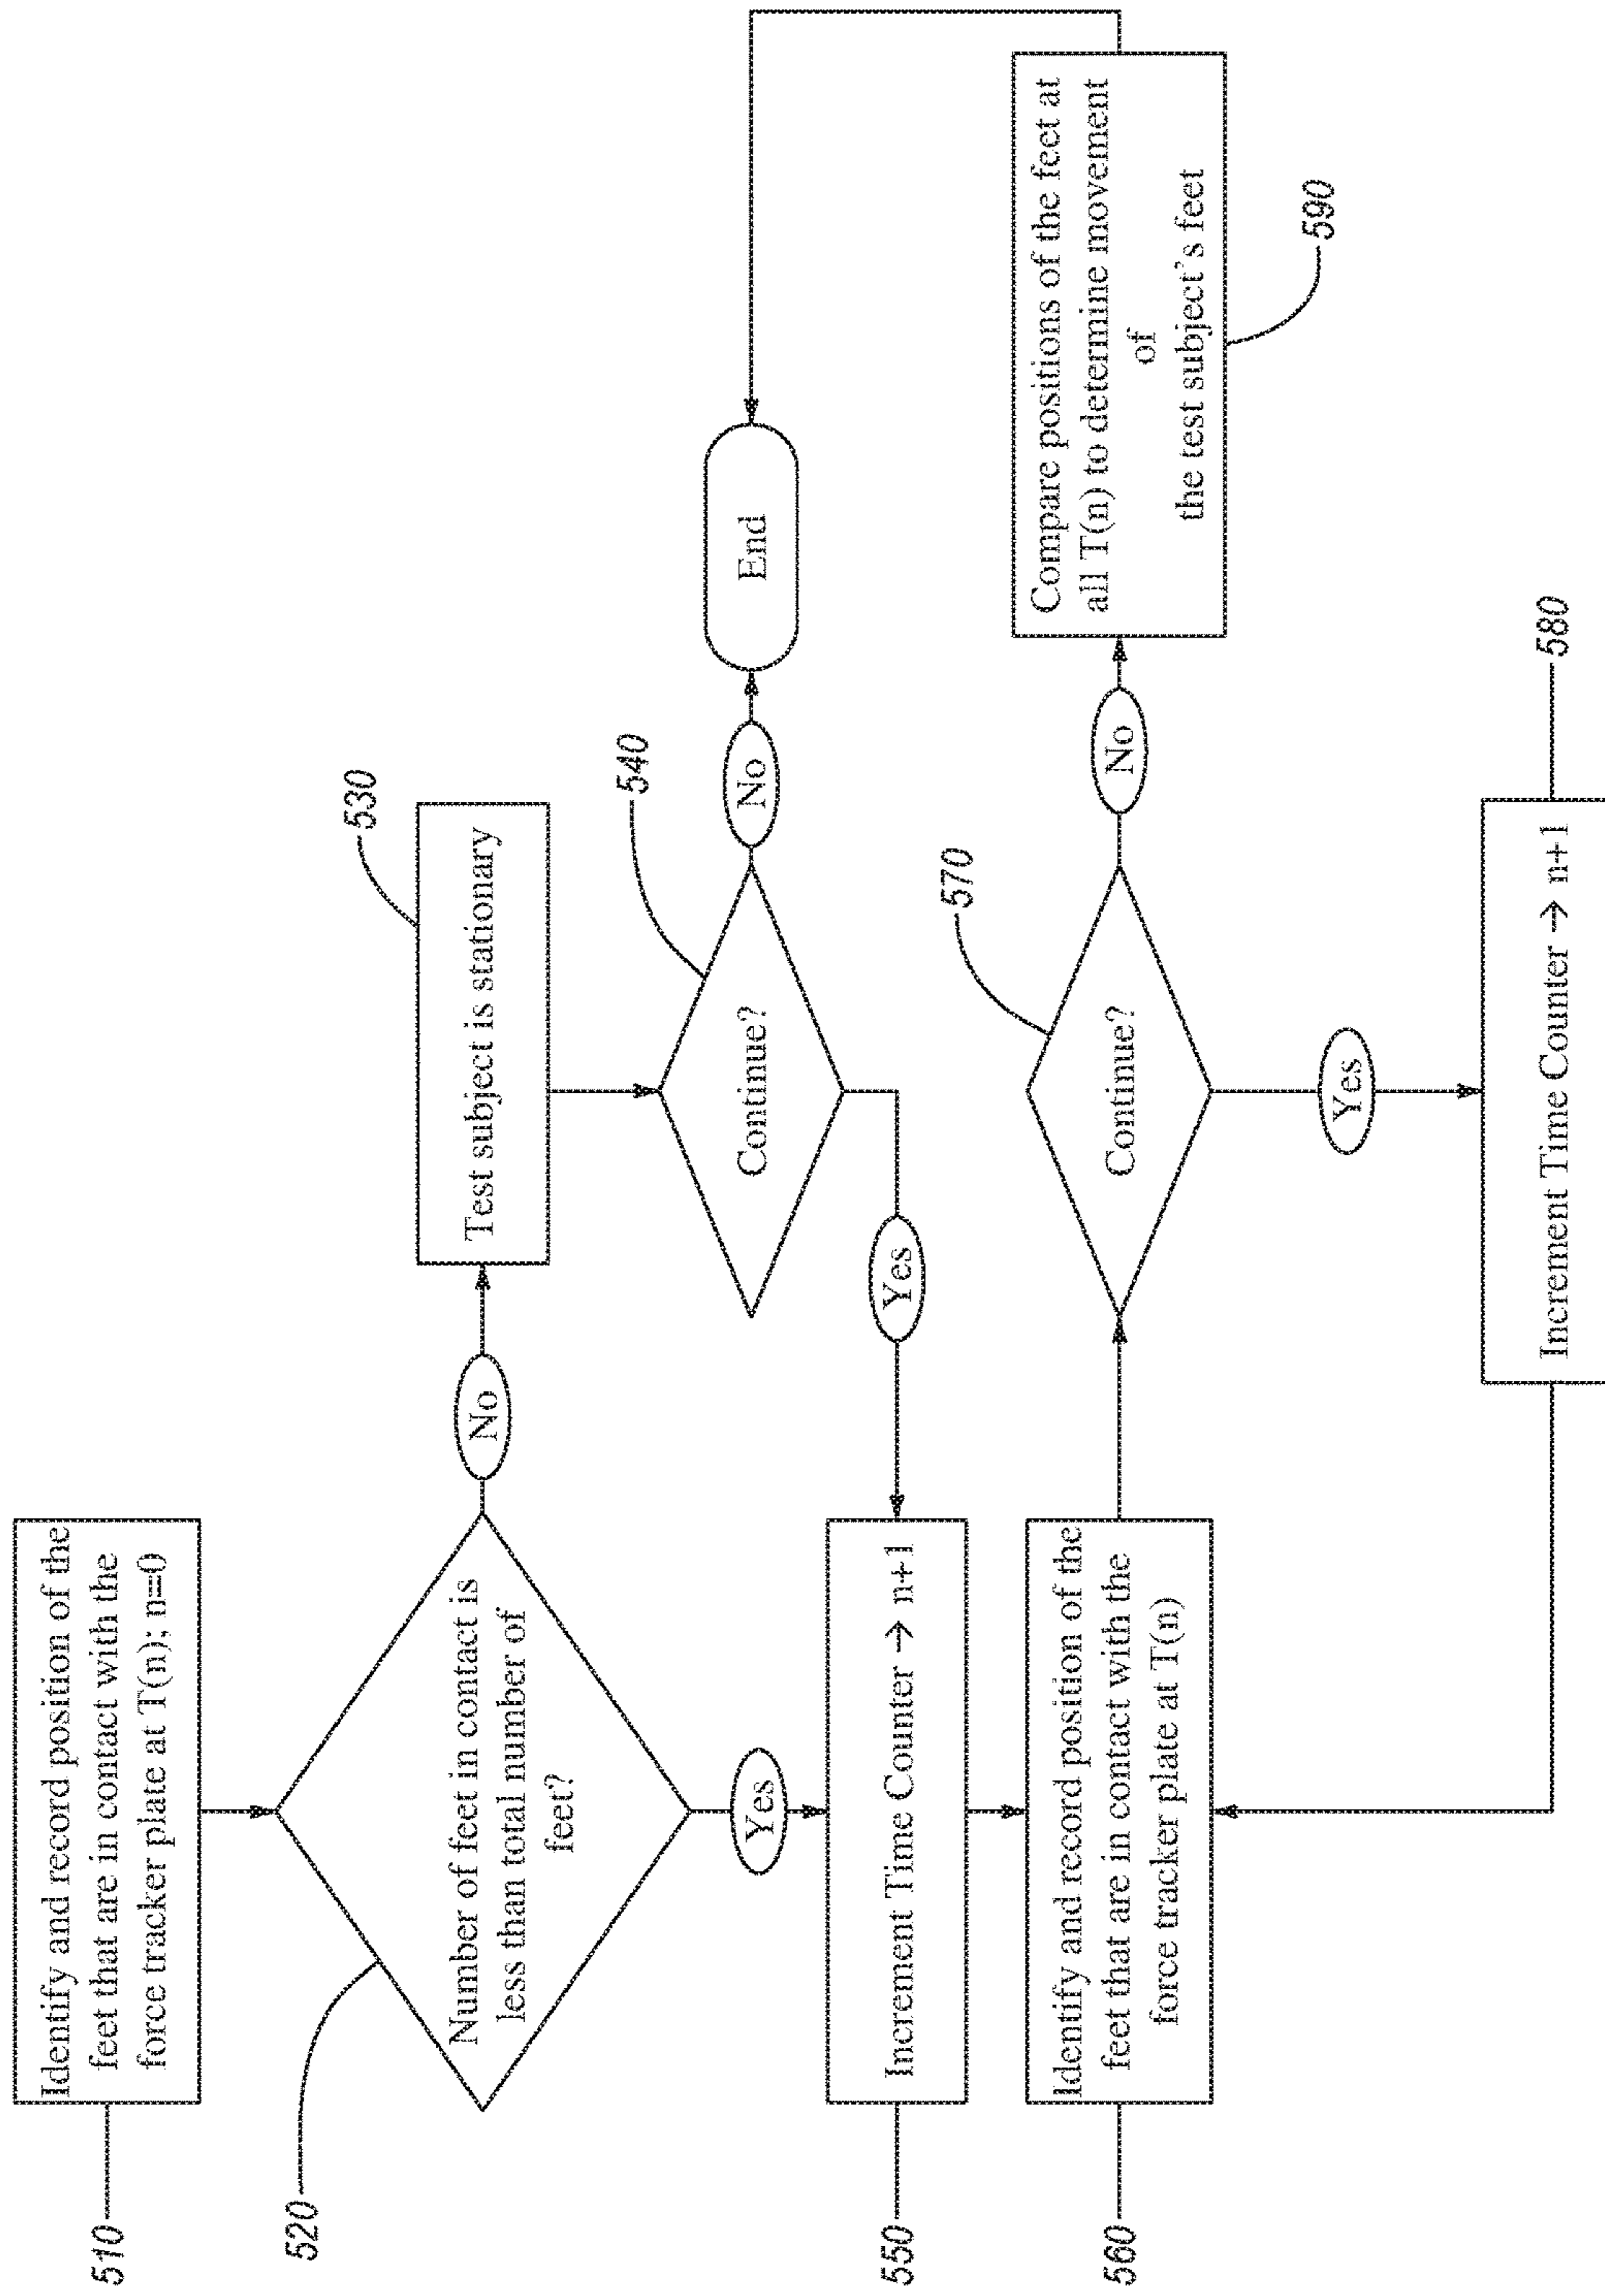 510
Identify and record position of the
feet that are in contact with the
force tracker plate at T(n); n=0
520
Number of feet in contact is
less than total number of
feet?
No
530
Test subject is stationary
540
Continue?
No
End
Yes
Yes
550
Increment Time Counter → n+1
560
Identify and record position of the
feet that are in contact with the
force tracker plate at T(n)
570
Continue?
No
Compare positions of the feet at
all T(n) to determine movement
of
the test subject's feet
590
Yes
Increment Time Counter → n+1
580